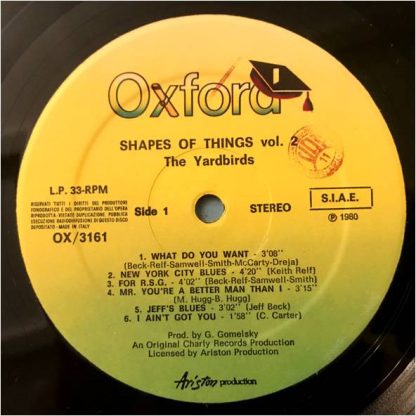 Oxford
SHAPES OF THINGS vol. 2
The Yardbirds
L.P. 33-RPM
RISERVATI TUTTI I DIRITTI DEL PRODUTTORE
FONOGRAFICO E DEL PROPRIETARIO DELL'OPERA
RIPRODOTTA - VIETATE DUPLICAZIONE, PUBBLICA
ESECUZIONE RADIODIFFUSIONE DI QUESTO DISCO
DEPOSITATO - MADE IN ITALY
OX/3161
Side 1
STEREO
S.I.A.E.
℗ 1980
1. WHAT DO YOU WANT - 3'08"
(Beck-Relf-Samwell-Smith-McCarty-Dreja)
2. NEW YORK CITY BLUES - 4'20" (Keith Relf)
3. FOR R.S.G. - 4'02" (Beck-Yardbirds)
4. MR. YOU'RE A BETTER MAN THAN I - 3'15"
(M. Hugg-B. Hugg)
5. JEFF'S BLUES - 3'02" (Jeff Beck)
6. I AIN'T GOT YOU - 1'58" (C. Carter)
Prod. by G. Gomelsky
An Original Charly Records Production
Licensed by Ariston Production
Ariston production